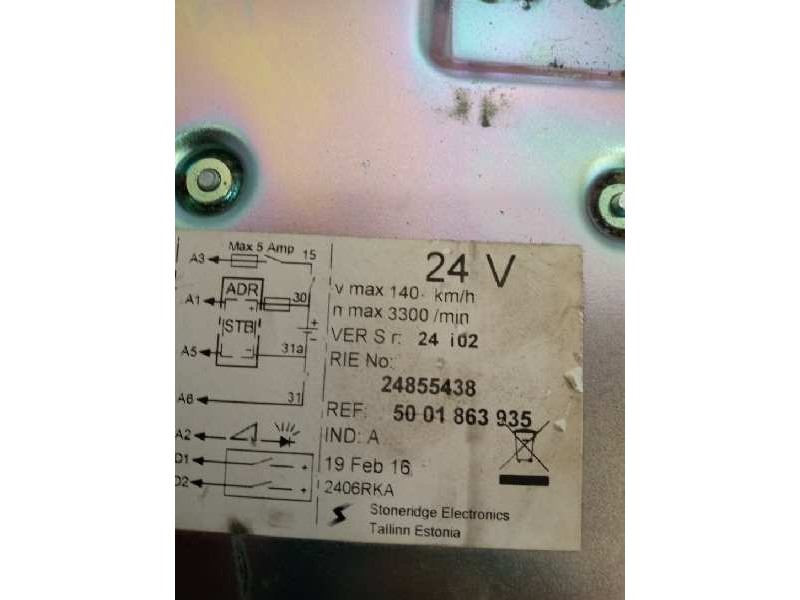 Max 5 Amp
15
A3
24 V
ADR
30
A1
v max 140 km/h
n max 3300 /min
STB
31a
A5
VER S r: 24 i02
RIE No:
24855438
31
A6
REF: 50 01 863 935
A2
IND: A
D1
19 Feb 16
D2
2406RKA
Stoneridge Electronics
Tallinn Estonia